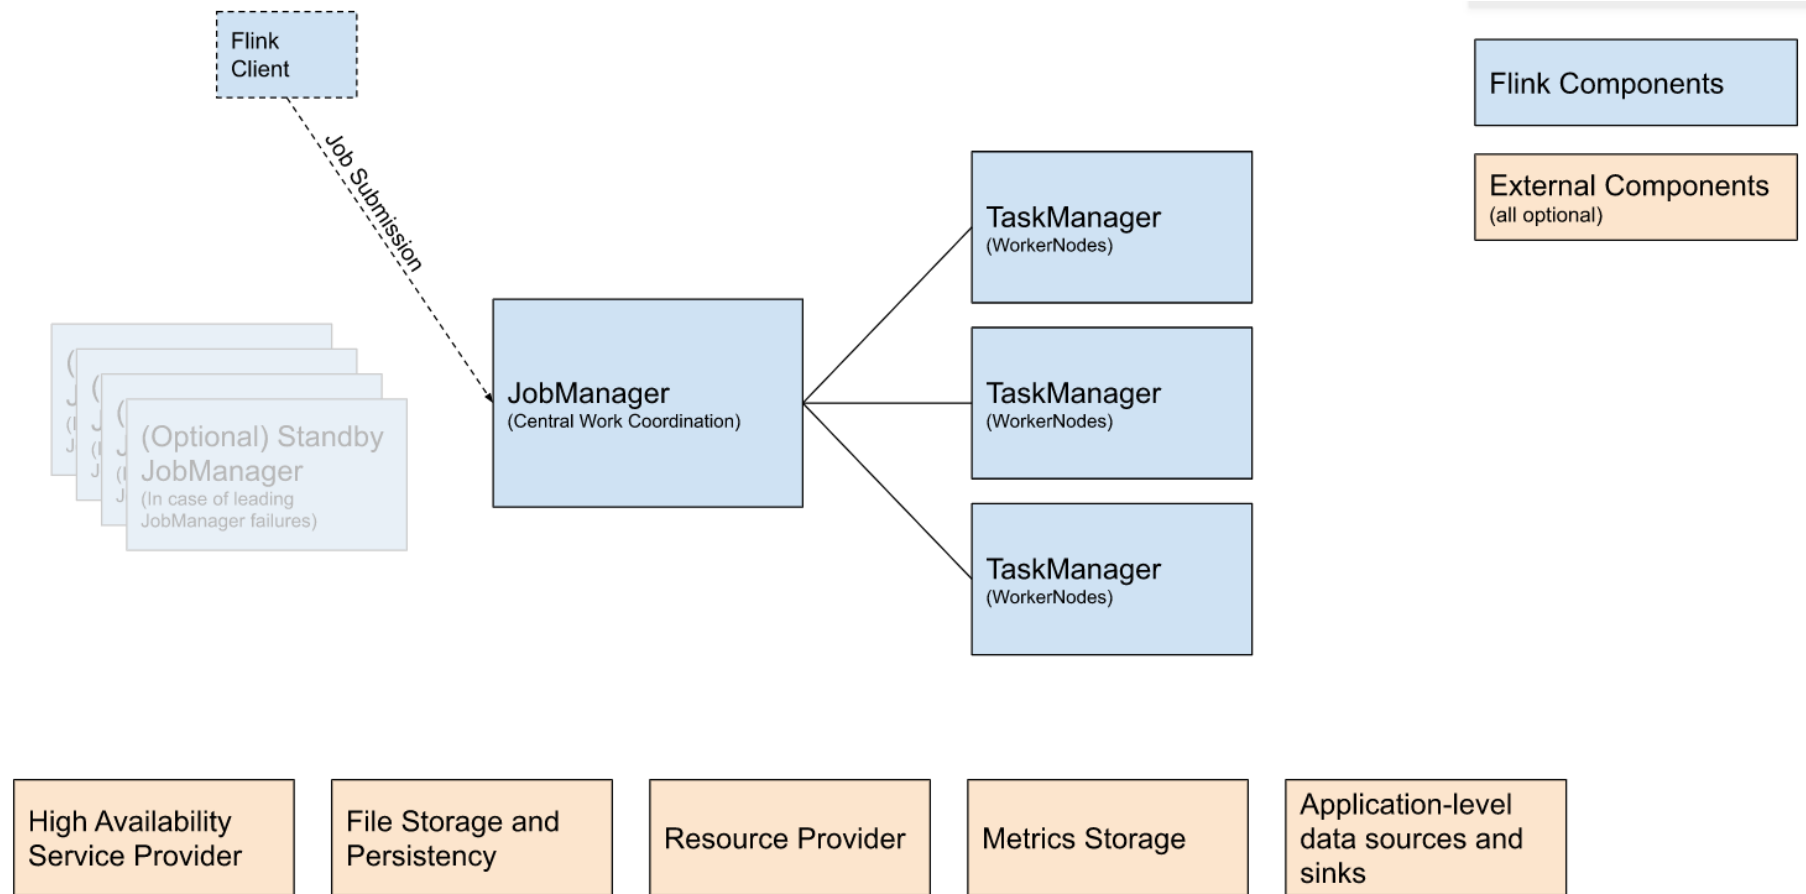 Flink
Client
Job Submission
Flink Components
External Components
(all optional)
TaskManager
(WorkerNodes)
JobManager
(Central Work Coordination)
TaskManager
(WorkerNodes)
TaskManager
(WorkerNodes)
(Optional) Standby
JobManager
(In case of leading
JobManager failures)
High Availability
Service Provider
File Storage and
Persistency
Resource Provider
Metrics Storage
Application-level
data sources and
sinks